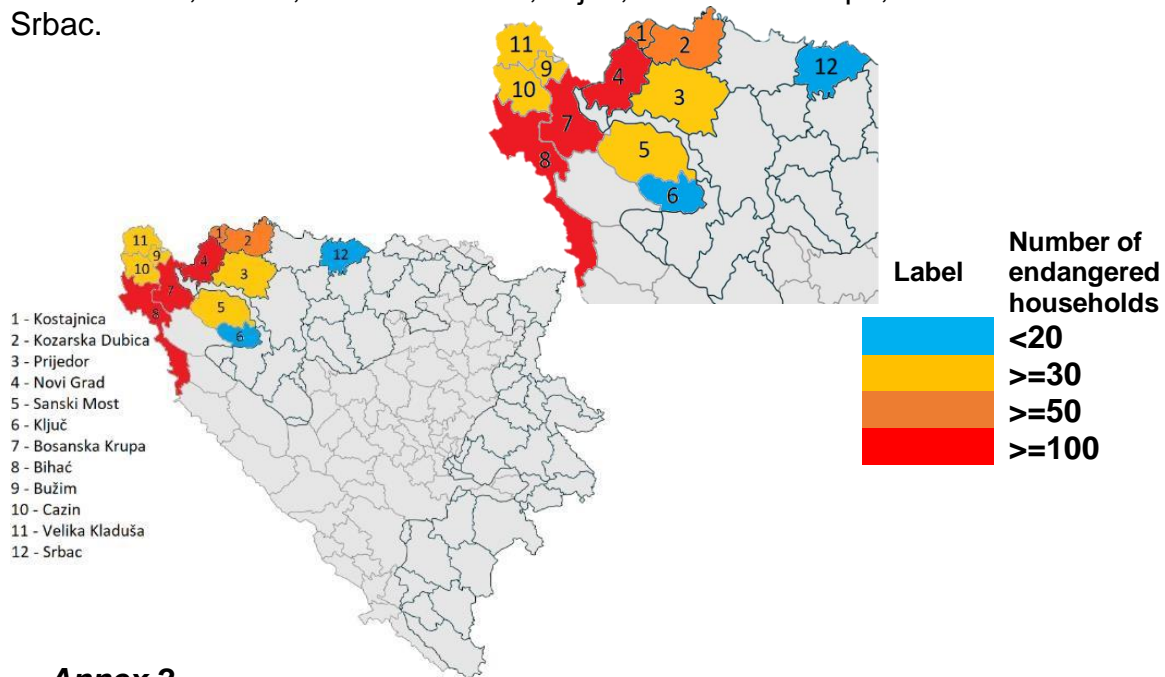 Srbac.
11
9
10
1
2
4
3
7
8
5
6
12
11
9
10
1
2
4
3
7
8
5
6
12
1 - Kostajnica
2 - Kozarska Dubica
3 - Prijedor
4 - Novi Grad
5 - Sanski Most
6 - Ključ
7 - Bosanska Krupa
8 - Bihać
9 - Bužim
10 - Cazin
11 - Velika Kladuša
12 - Srbac
Label
Number of
endangered
households
<20
>=30
>=50
>=100